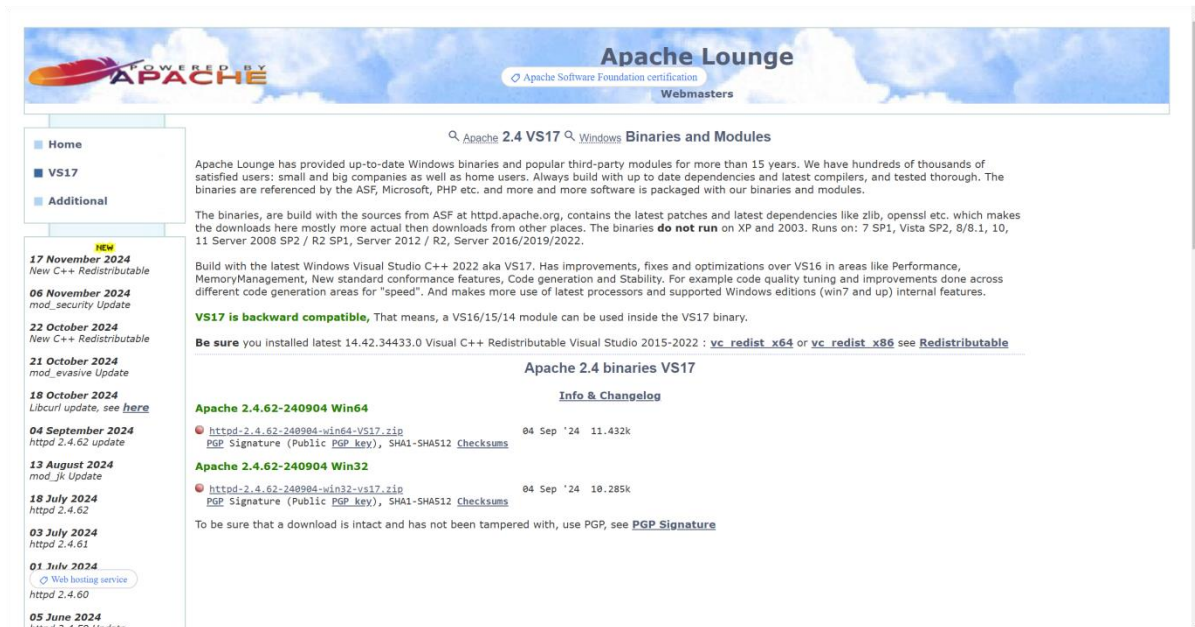 POWERED BY
APACHE
Apache Lounge
Apache Software Foundation certification
Webmasters
Home
VS17
Additional
NEW
17 November 2024
New C++ Redistributable
06 November 2024
mod_security Update
22 October 2024
New C++ Redistributable
21 October 2024
mod_evasive Update
18 October 2024
Libcurl update, see here
04 September 2024
httpd 2.4.62 update
13 August 2024
mod_jk Update
18 July 2024
httpd 2.4.62
03 July 2024
httpd 2.4.61
01 July 2024
Web hosting service
httpd 2.4.60
05 June 2024
Apache 2.4 VS17 Windows Binaries and Modules
Apache Lounge has provided up-to-date Windows binaries and popular third-party modules for more than 15 years. We have hundreds of thousands of
satisfied users: small and big companies as well as home users. Always build with up to date dependencies and latest compilers, and tested thorough. The
binaries are referenced by the ASF, Microsoft, PHP etc. and more and more software is packaged with our binaries and modules.
The binaries, are build with the sources from ASF at httpd.apache.org, contains the latest patches and latest dependencies like zlib, openssl etc. which makes
the downloads here mostly more actual then downloads from other places. The binaries do not run on XP and 2003. Runs on: 7 SP1, Vista SP2, 8/8.1, 10,
11 Server 2008 SP2 / R2 SP1, Server 2012 / R2, Server 2016/2019/2022.
Build with the latest Windows Visual Studio C++ 2022 aka VS17. Has improvements, fixes and optimizations over VS16 in areas like Performance,
MemoryManagement, New standard conformance features, Code generation and Stability. For example code quality tuning and improvements done across
different code generation areas for "speed". And makes more use of latest processors and supported Windows editions (win7 and up) internal features.
VS17 is backward compatible, That means, a VS16/15/14 module can be used inside the VS17 binary.
Be sure you installed latest 14.42.34433.0 Visual C++ Redistributable Visual Studio 2015-2022 : vc_redist_x64 or vc_redist_x86 see Redistributable
Apache 2.4 binaries VS17
Info & Changelog
Apache 2.4.62-240904 Win64
httpd-2.4.62-240904-win64-VS17.zip 04 Sep '24 11.432k
PGP Signature (Public PGP key), SHA1-SHA512 Checksums
Apache 2.4.62-240904 Win32
httpd-2.4.62-240904-win32-vs17.zip 04 Sep '24 10.285k
PGP Signature (Public PGP key), SHA1-SHA512 Checksums
To be sure that a download is intact and has not been tampered with, use PGP, see PGP Signature